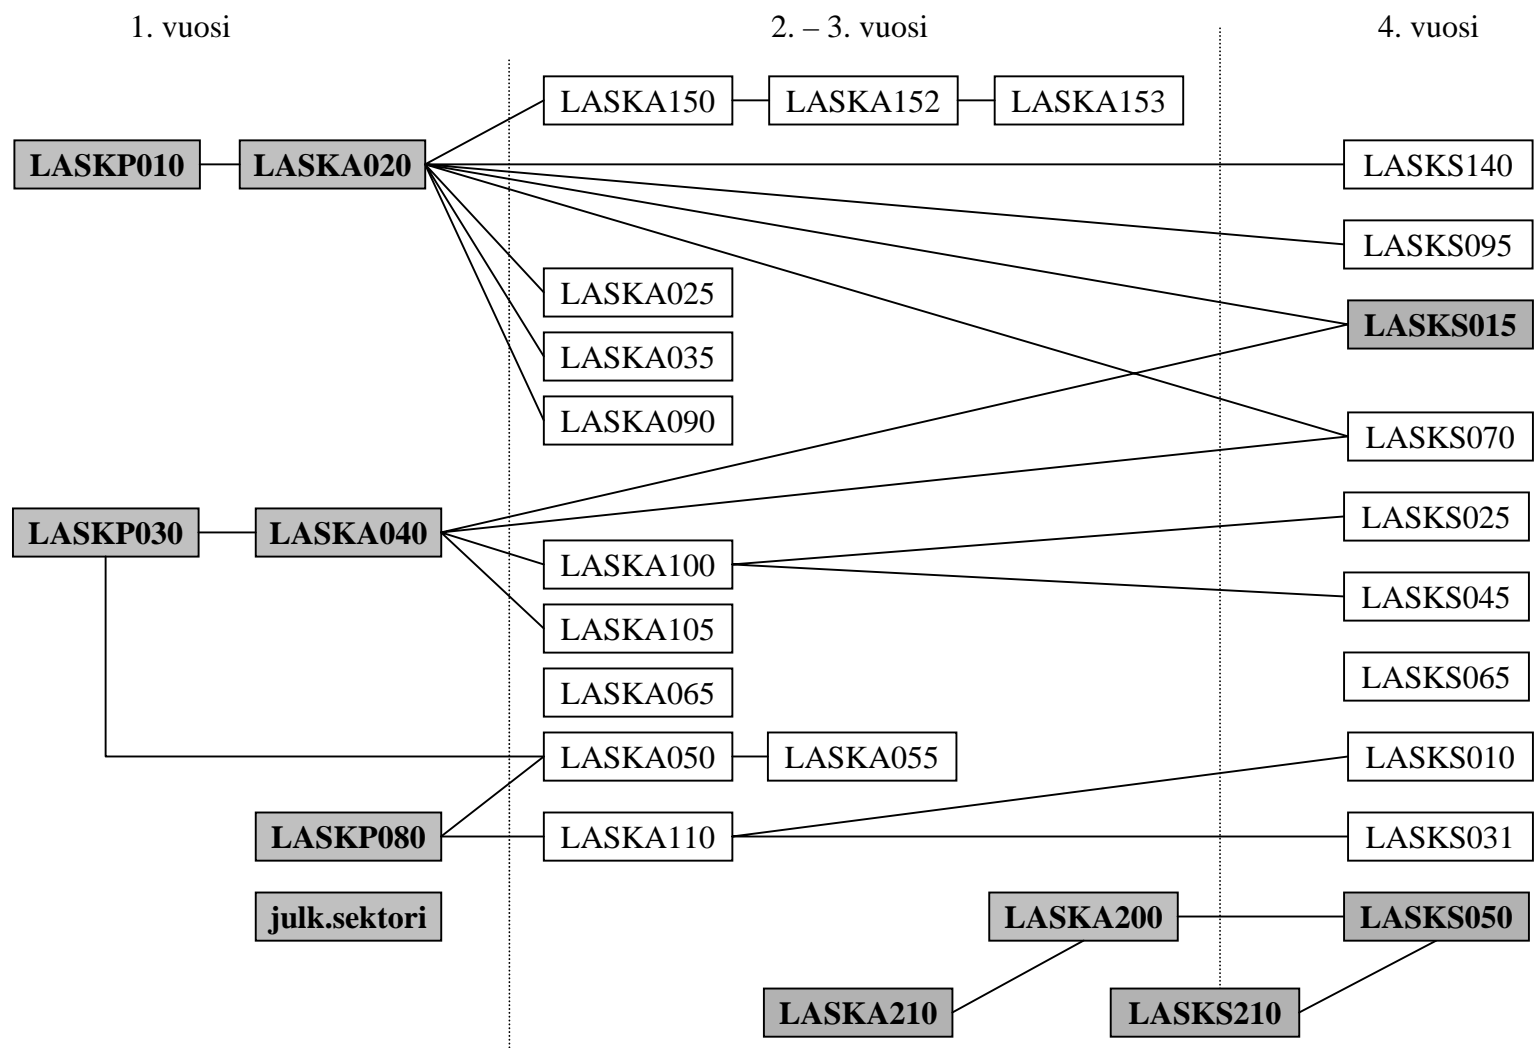 1. vuosi
2. – 3. vuosi
4. vuosi
LASKA150
LASKA152
LASKA153
LASKP010
LASKA020
LASKS140
LASKS095
LASKA025
LASKS015
LASKA035
LASKA090
LASKS070
LASKP030
LASKA040
LASKS025
LASKA100
LASKS045
LASKA105
LASKA065
LASKS065
LASKA050
LASKA055
LASKS010
LASKP080
LASKA110
LASKS031
julk.sektori
LASKA200
LASKS050
LASKA210
LASKS210